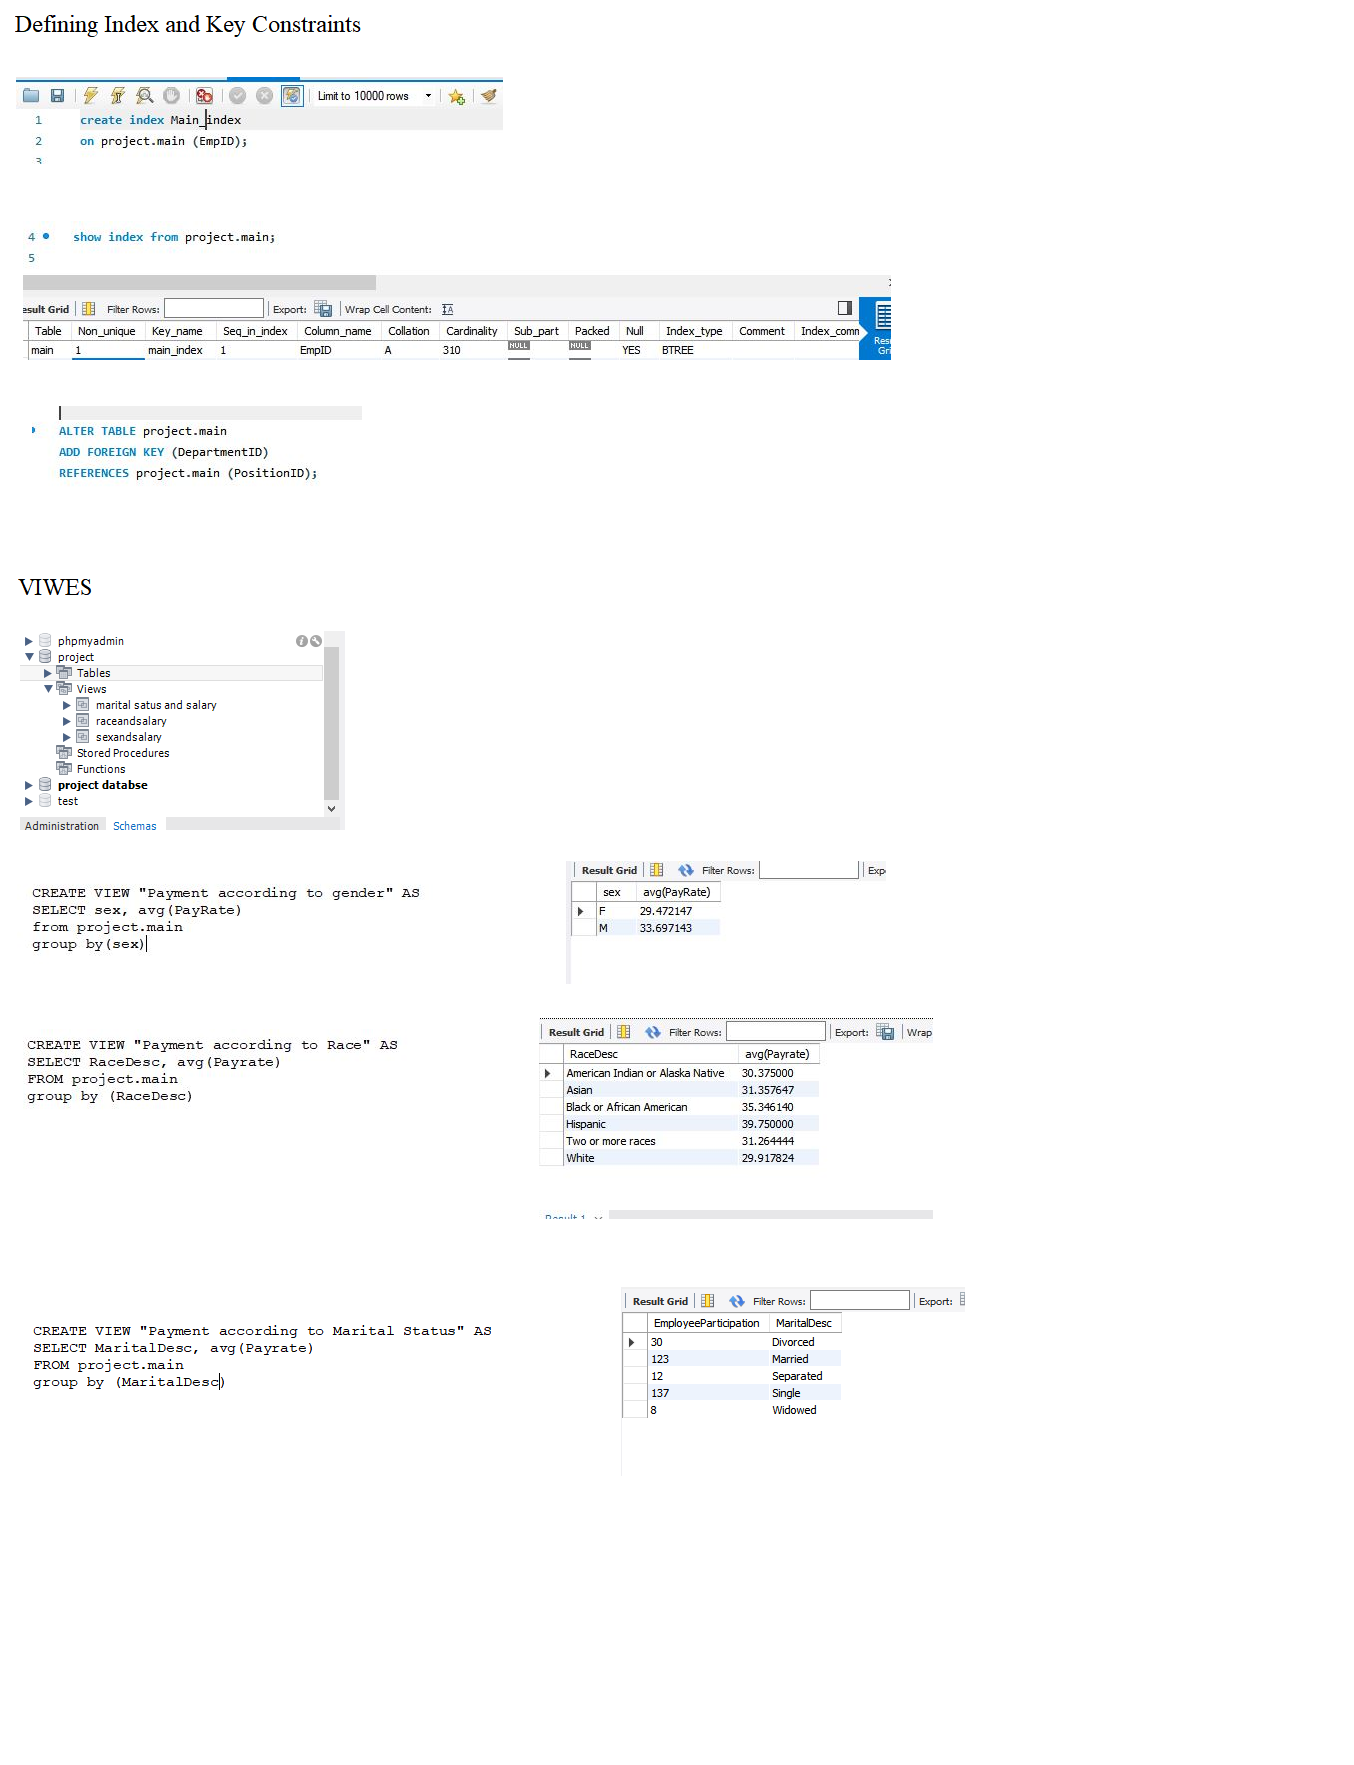 Defining Index and Key Constraints
Limit to 10000 rows
1 create index Main_index
2 on project.main (EmpID);
3
4 show index from project.main;
5
esult Grid Filter Rows: Export: Wrap Cell Content:
Table Non_unique Key_name Seq_in_index Column_name Collation Cardinality Sub_part Packed Null Index_type Comment Index_comm
main 1 main_index 1 EmpID A 310 NULL NULL YES BTREE
Res
Gri
ALTER TABLE project.main
ADD FOREIGN KEY (DepartmentID)
REFERENCES project.main (PositionID);
VIWES
phpmyadmin
project
Tables
Views
marital satus and salary
raceandsalary
sexandsalary
Stored Procedures
Functions
project databse
test
Administration Schemas
CREATE VIEW "Payment according to gender" AS
SELECT sex, avg(PayRate)
from project.main
group by(sex)
Result Grid Filter Rows: Exp
sex avg(PayRate)
F 29.472147
M 33.697143
CREATE VIEW "Payment according to Race" AS
SELECT RaceDesc, avg(Payrate)
FROM project.main
group by (RaceDesc)
Result Grid Filter Rows: Export: Wrap
RaceDesc avg(Payrate)
American Indian or Alaska Native 30.375000
Asian 31.357647
Black or African American 35.346140
Hispanic 39.750000
Two or more races 31.264444
White 29.917824
Result 1
CREATE VIEW "Payment according to Marital Status" AS
SELECT MaritalDesc, avg(Payrate)
FROM project.main
group by (MaritalDesc)
Result Grid Filter Rows: Export:
EmployeeParticipation MaritalDesc
30 Divorced
123 Married
12 Separated
137 Single
8 Widowed